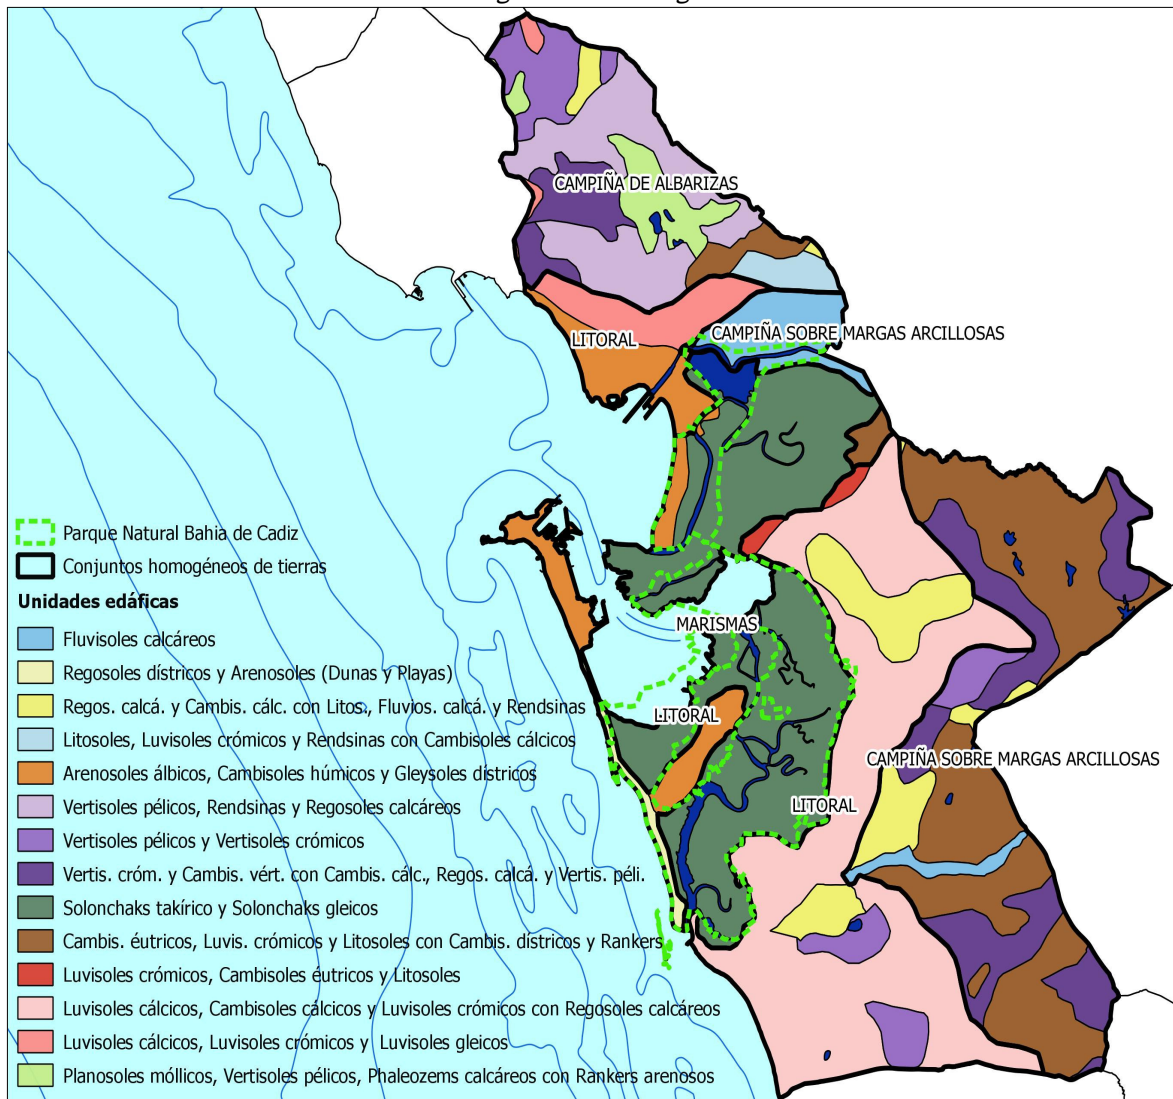 CAMPIÑA DE ALBARIZAS
CAMPIÑA SOBRE MARGAS ARCILLOSAS
LITORAL
MARISMAS
LITORAL
CAMPIÑA SOBRE MARGAS ARCILLOSAS
LITORAL
Parque Natural Bahia de Cadiz
Conjuntos homogéneos de tierras
Unidades edáficas
Fluvisoles calcáreos
Regosoles dístricos y Arenosoles (Dunas y Playas)
Regos. calcá. y Cambis. cálc. con Litos., Fluvios. calcá. y Rendsinas
Litosoles, Luvisoles crómicos y Rendsinas con Cambisoles cálcicos
Arenosoles álbicos, Cambisoles húmicos y Gleysoles dístricos
Vertisoles pélicos, Rendsinas y Regosoles calcáreos
Vertisoles pélicos y Vertisoles crómicos
Vertis. cróm. y Cambis. vért. con Cambis. cálc., Regos. calcá. y Vertis. péli.
Solonchaks takírico y Solonchaks gleicos
Cambis. éutricos, Luvis. crómicos y Litosoles con Cambis. dístricos y Rankers
Luvisoles crómicos, Cambisoles éutricos y Litosoles
Luvisoles cálcicos, Cambisoles cálcicos y Luvisoles crómicos con Regosoles calcáreos
Luvisoles cálcicos, Luvisoles crómicos y Luvisoles gleicos
Planosoles móllicos, Vertisoles pélicos, Phaleozems calcáreos con Rankers arenosos